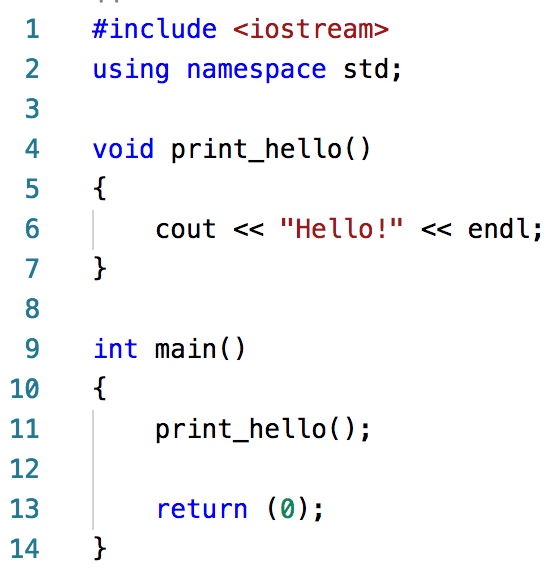 1 #include <iostream>
2 using namespace std;
3
4 void print_hello()
5 {
6     cout << "Hello!" << endl;
7 }
8
9 int main()
10 {
11     print_hello();
12
13     return (0);
14 }